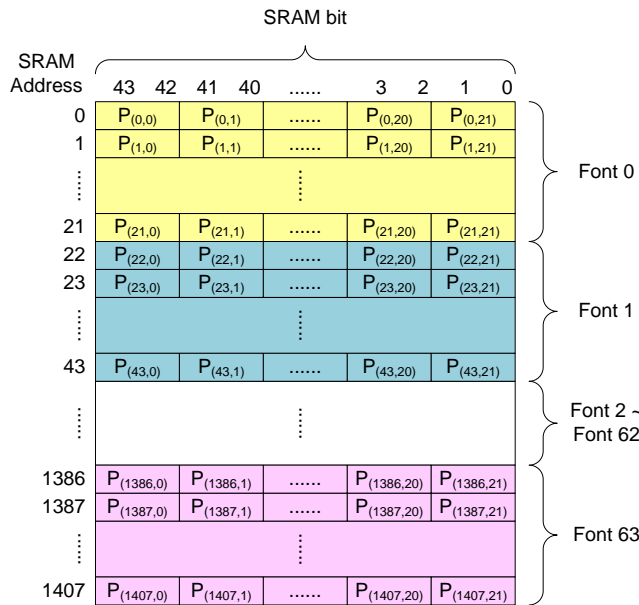 SRAM bit
SRAM Address
43 42 41 40 ...... 3 2 1 0
0 P(0,0) P(0,1) ...... P(0,20) P(0,21)
1 P(1,0) P(1,1) ...... P(1,20) P(1,21)
...... ...... Font 0
21 P(21,0) P(21,1) ...... P(21,20) P(21,21)
22 P(22,0) P(22,1) ...... P(22,20) P(22,21)
23 P(23,0) P(23,1) ...... P(23,20) P(23,21)
...... ...... Font 1
43 P(43,0) P(43,1) ...... P(43,20) P(43,21)
...... ...... Font 2 ~ Font 62
1386 P(1386,0) P(1386,1) ...... P(1386,20) P(1386,21)
1387 P(1387,0) P(1387,1) ...... P(1387,20) P(1387,21)
...... ...... Font 63
1407 P(1407,0) P(1407,1) ...... P(1407,20) P(1407,21)